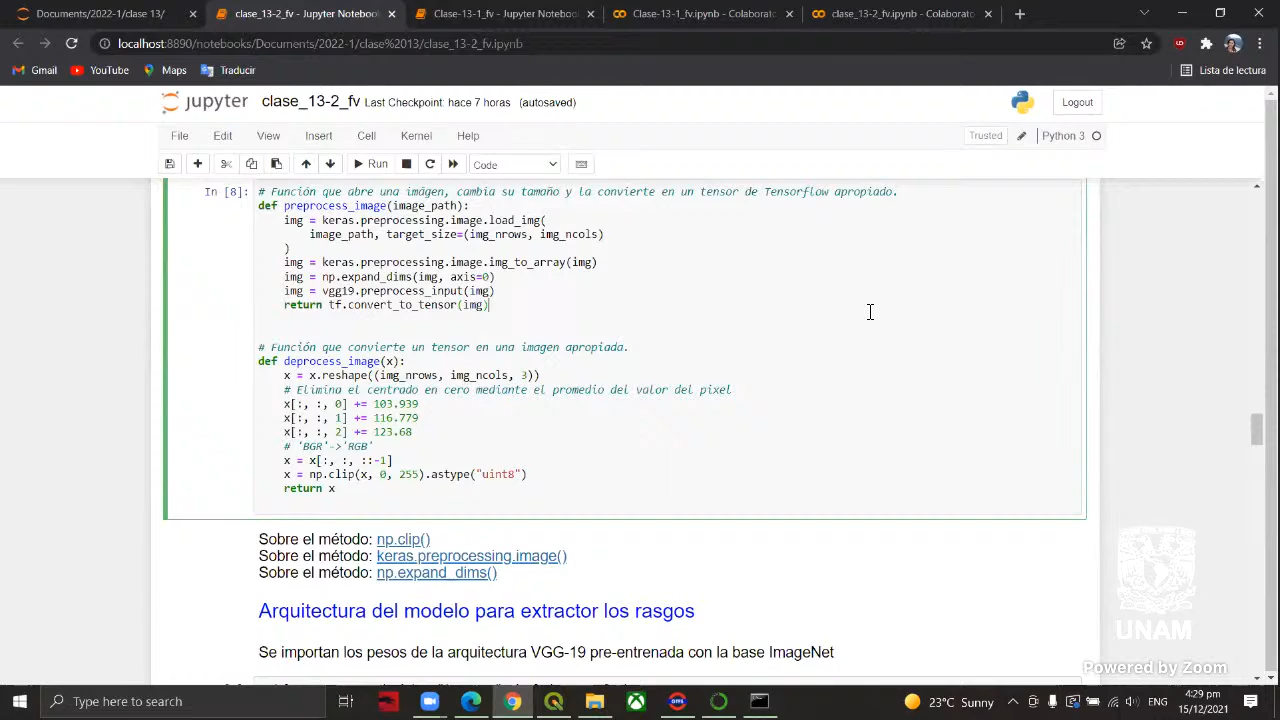 Documents/2022-1/clase 13/
clase_13-2_fv - Jupyter Notebook
Clase-13-1_fv - Jupyter Noteboo
Clase-13-1_fv.ipynb - Colaborato
clase_13-2_fv.ipynb - Colaborato
localhost:8890/notebooks/Documents/2022-1/clase%2013/clase_13-2_fv.ipynb
Gmail YouTube Maps Traducir Lista de lectura
jupyter clase_13-2_fv Last Checkpoint: hace 7 horas (autosaved) Logout
File Edit View Insert Cell Kernel Help Trusted Python 3
Run Code
In [8]: # Función que abre una imágen, cambia su tamaño y la convierte en un tensor de Tensorflow apropiado.
def preprocess_image(image_path):
img = keras.preprocessing.image.load_img(
image_path, target_size=(img_nrows, img_ncols)
)
img = keras.preprocessing.image.img_to_array(img)
img = np.expand_dims(img, axis=0)
img = vgg19.preprocess_input(img)
return tf.convert_to_tensor(img)
# Función que convierte un tensor en una imagen apropiada.
def deprocess_image(x):
x = x.reshape((img_nrows, img_ncols, 3))
# Elimina el centrado en cero mediante el promedio del valor del pixel
x[:, :, 0] += 103.939
x[:, :, 1] += 116.779
x[:, :, 2] += 123.68
# 'BGR'->'RGB'
x = x[:, :, ::-1]
x = np.clip(x, 0, 255).astype("uint8")
return x
Sobre el método: np.clip()
Sobre el método: keras.preprocessing.image()
Sobre el método: np.expand_dims()
Arquitectura del modelo para extractor los rasgos
Se importan los pesos de la arquitectura VGG-19 pre-entrenada con la base ImageNet
UNAM
Powered by Zoom
Type here to search
23°C Sunny
ENG
4:29 pm
15/12/2021